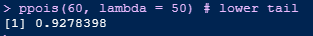 > ppois(60, lambda = 50) # lower tail
[1] 0.9278398